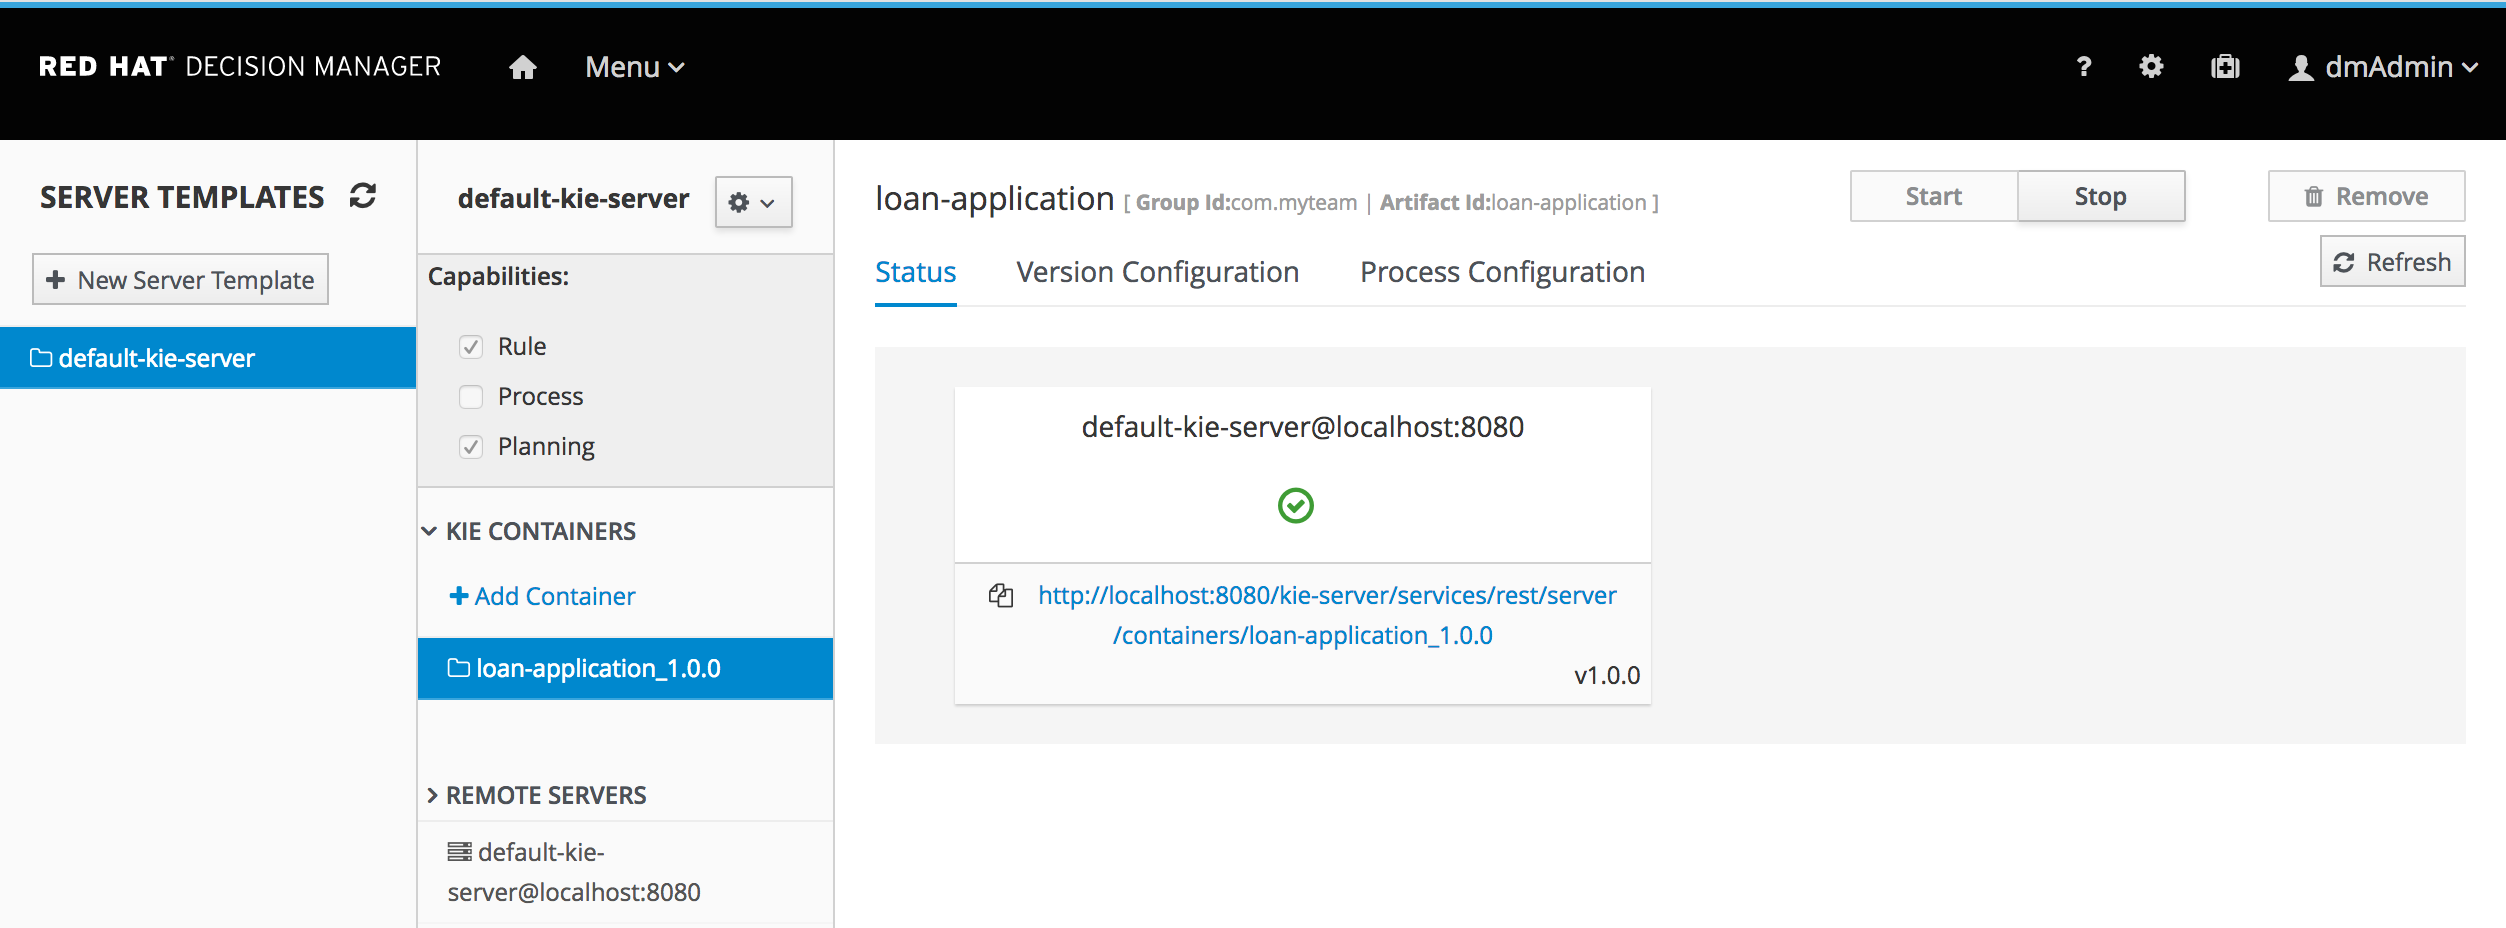 RED HAT® DECISION MANAGER
Menu
?
dmAdmin
SERVER TEMPLATES
New Server Template
default-kie-server
default-kie-server
Capabilities:
Rule
Process
Planning
KIE CONTAINERS
Add Container
loan-application_1.0.0
REMOTE SERVERS
default-kie-
server@localhost:8080
loan-application [ Group Id:com.myteam | Artifact Id:loan-application ]
Start
Stop
Remove
Refresh
Status
Version Configuration
Process Configuration
default-kie-server@localhost:8080
http://localhost:8080/kie-server/services/rest/server
/containers/loan-application_1.0.0
v1.0.0